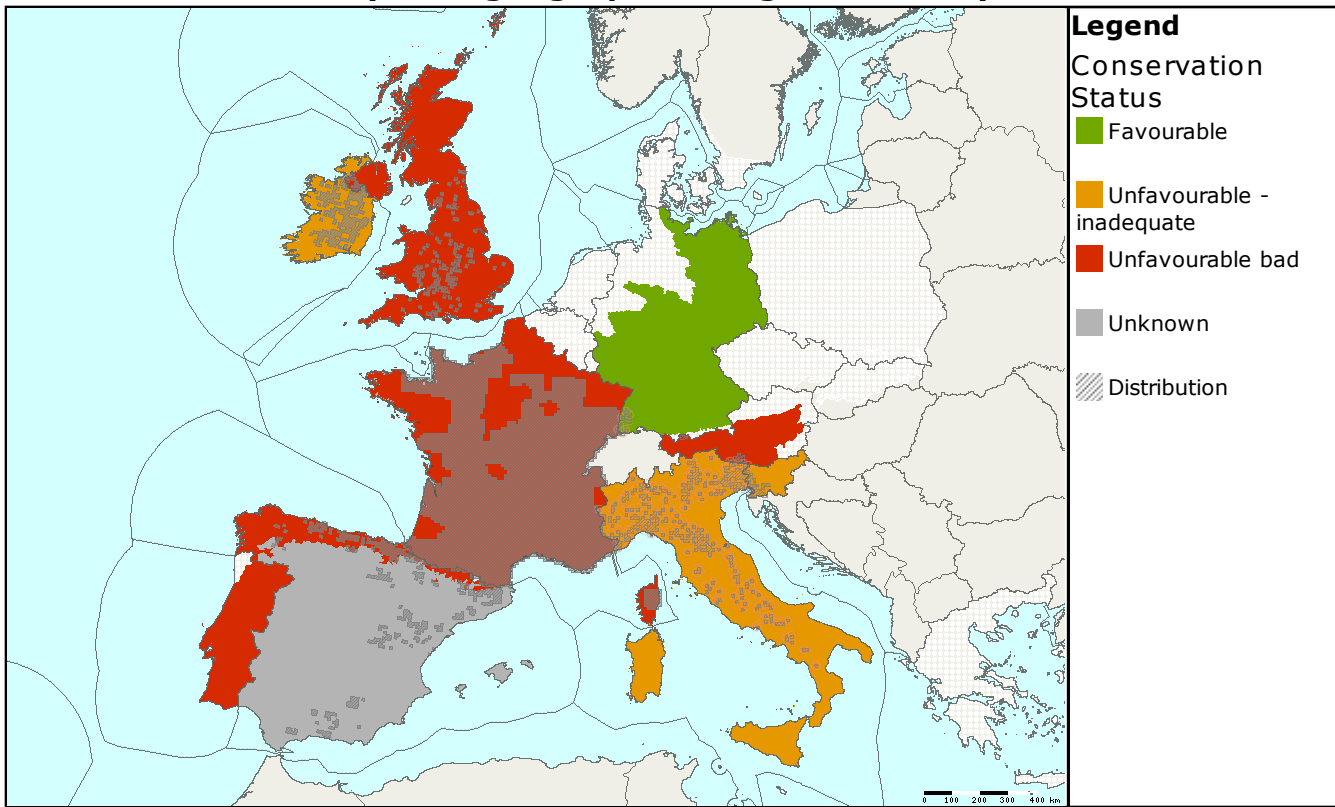 Legend
Conservation
Status
Favourable
Unfavourable -
inadequate
Unfavourable bad
Unknown
Distribution
0 100 200 300 400 km